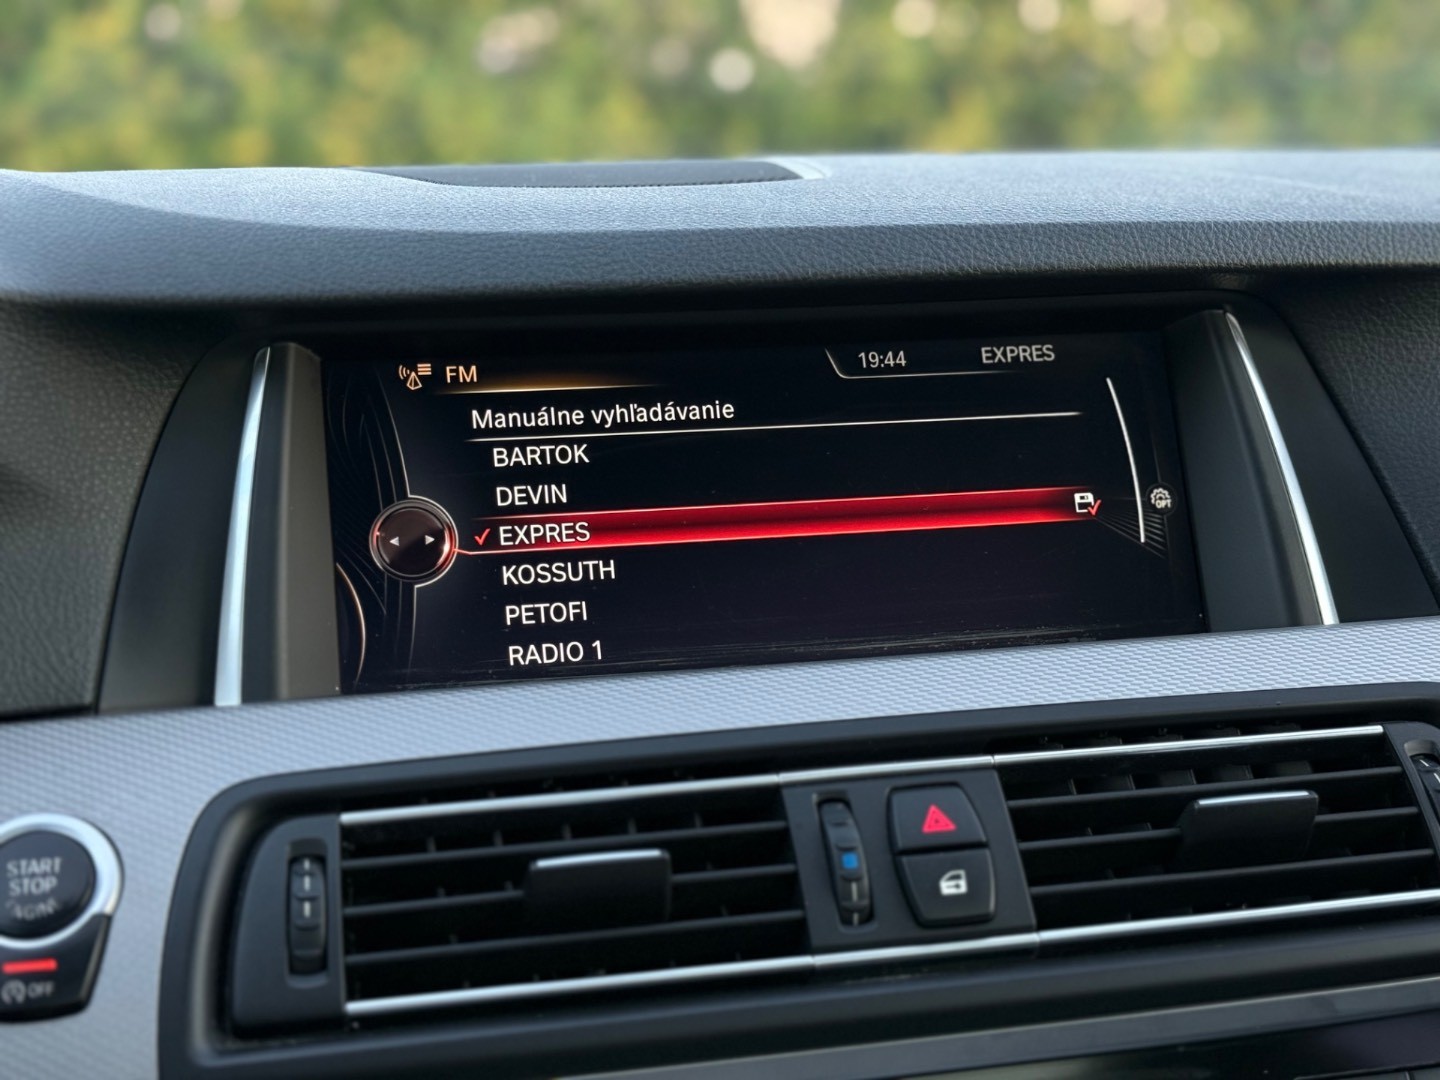 FM
19:44
EXPRES
Manuálne vyhľadávanie
BARTOK
DEVIN
EXPRES
KOSSUTH
PETOFI
RADIO 1
OPT
START
STOP
OFF